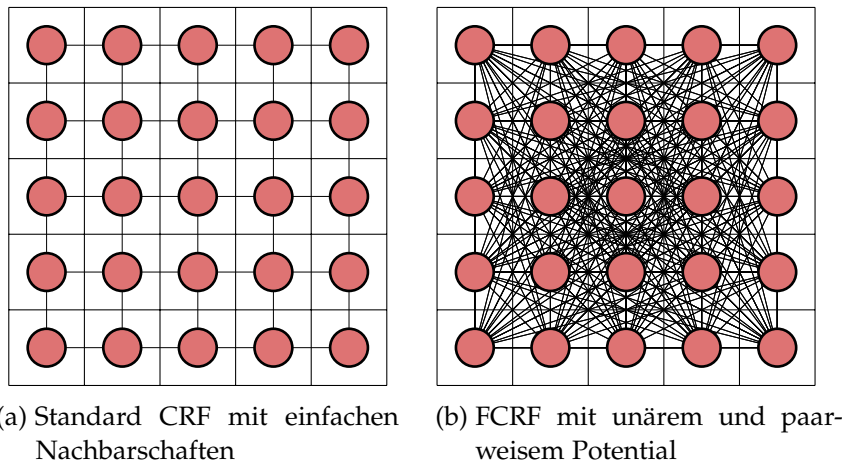 (a) Standard CRF mit einfachen
Nachbarschaften
(b) FCRF mit unärem und paar-
weisem Potential